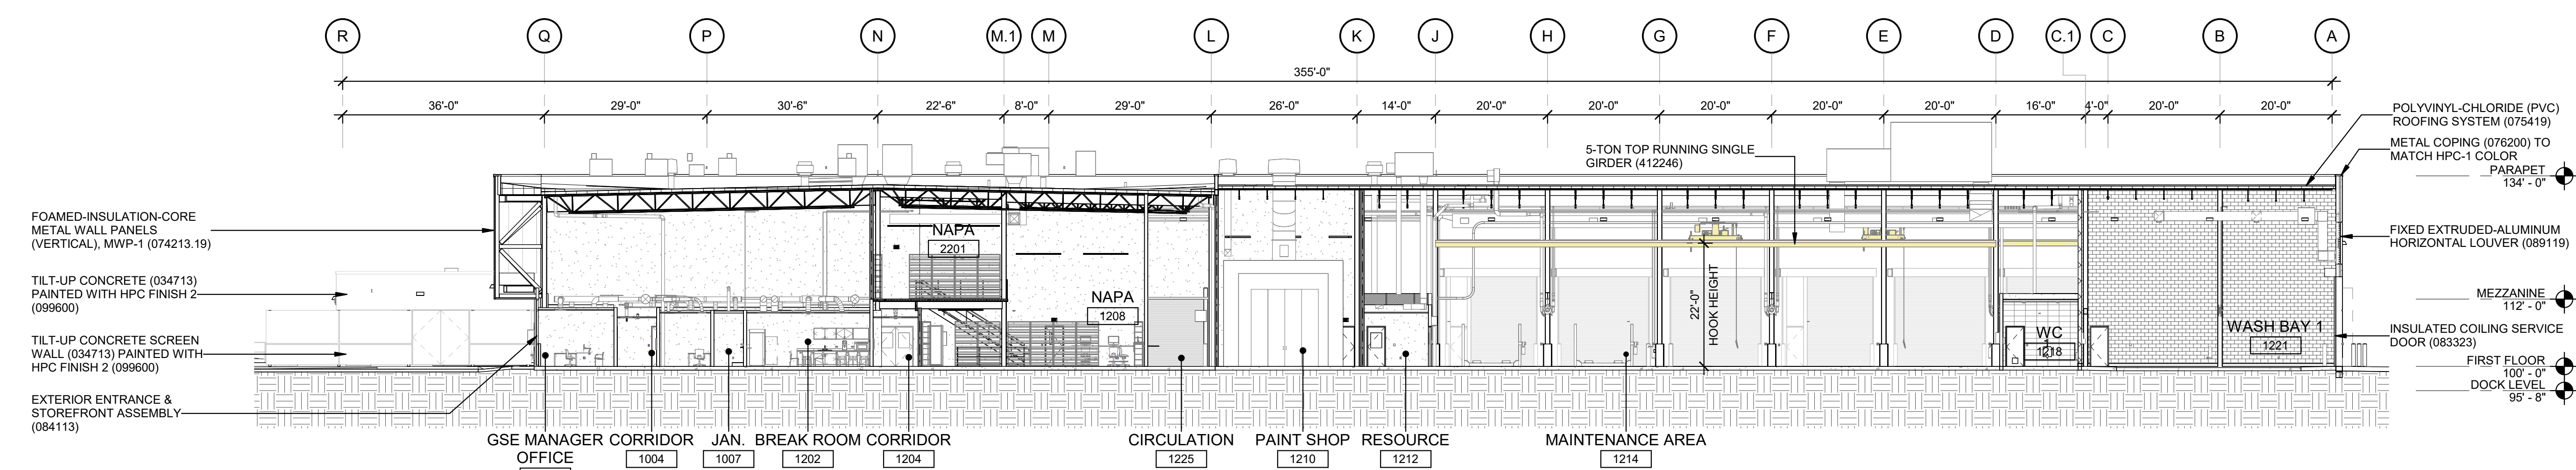 R Q P N M.1 M L K J H G F E D C.1 C B A
355'-0"
36'-0" 29'-0" 30'-6" 22'-6" 8'-0" 29'-0" 26'-0" 14'-0" 20'-0" 20'-0" 20'-0" 20'-0" 20'-0" 16'-0" 4'-0" 20'-0" 20'-0"
FOAMED-INSULATION-CORE
METAL WALL PANELS
(VERTICAL), MWP-1 (074213.19)
TILT-UP CONCRETE (034713)
PAINTED WITH HPC FINISH 2
(099600)
TILT-UP CONCRETE SCREEN
WALL (034713) PAINTED WITH
HPC FINISH 2 (099600)
EXTERIOR ENTRANCE &
STOREFRONT ASSEMBLY
(084113)
NAPA
2201
NAPA
1208
5-TON TOP RUNNING SINGLE
GIRDER (412246)
22'-0"
HOOK HEIGHT
WC
1218
WASH BAY 1
1221
POLYVINYL-CHLORIDE (PVC)
ROOFING SYSTEM (075419)
METAL COPING (076200) TO
MATCH HPC-1 COLOR
PARAPET
134' - 0"
FIXED EXTRUDED-ALUMINUM
HORIZONTAL LOUVER (089119)
MEZZANINE
112' - 0"
INSULATED COILING SERVICE
DOOR (083323)
FIRST FLOOR
100' - 0"
DOCK LEVEL
95' - 8"
GSE MANAGER
OFFICE
CORRIDOR
1004
JAN.
1007
BREAK ROOM
1202
CORRIDOR
1204
CIRCULATION
1225
PAINT SHOP
1210
RESOURCE
1212
MAINTENANCE AREA
1214